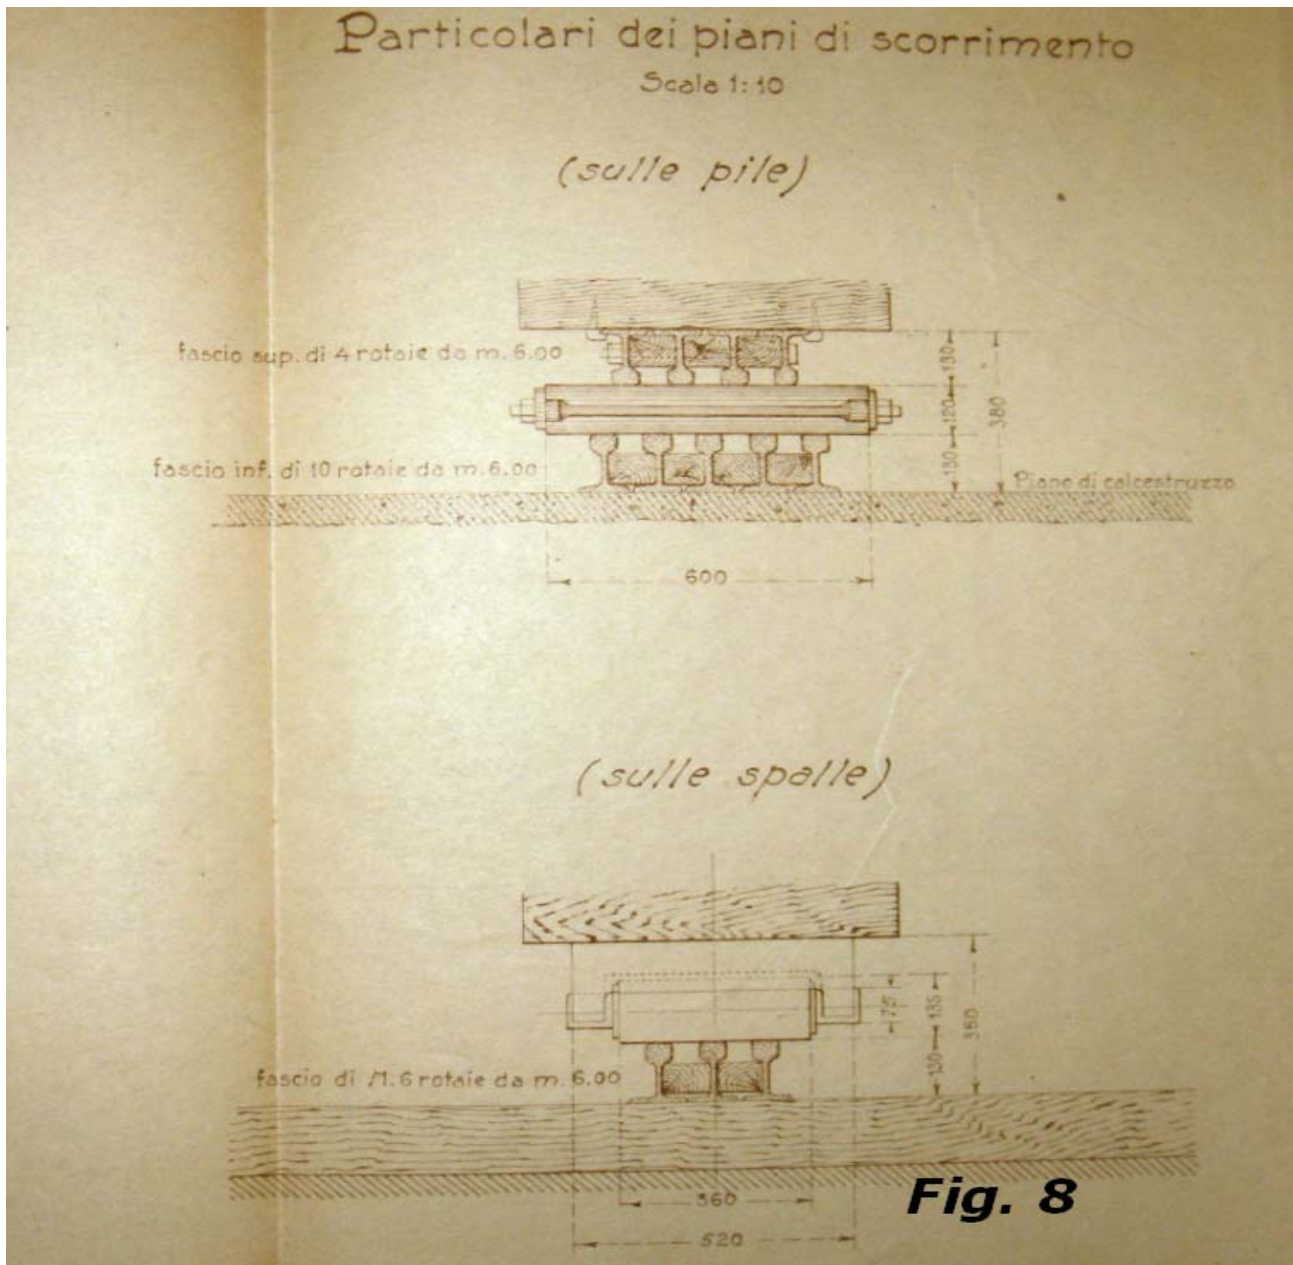 Particolari dei piani di scorrimento
Scala 1:10
(sulle pile)
fascio sup. di 4 rotaie da m. 6.00
130
120
380
130
fascio inf. di 10 rotaie da m. 6.00
Piano di calcestruzzo
600
(sulle spalle)
75
135
350
130
fascio di N. 6 rotaie da m. 6.00
360
520
Fig. 8